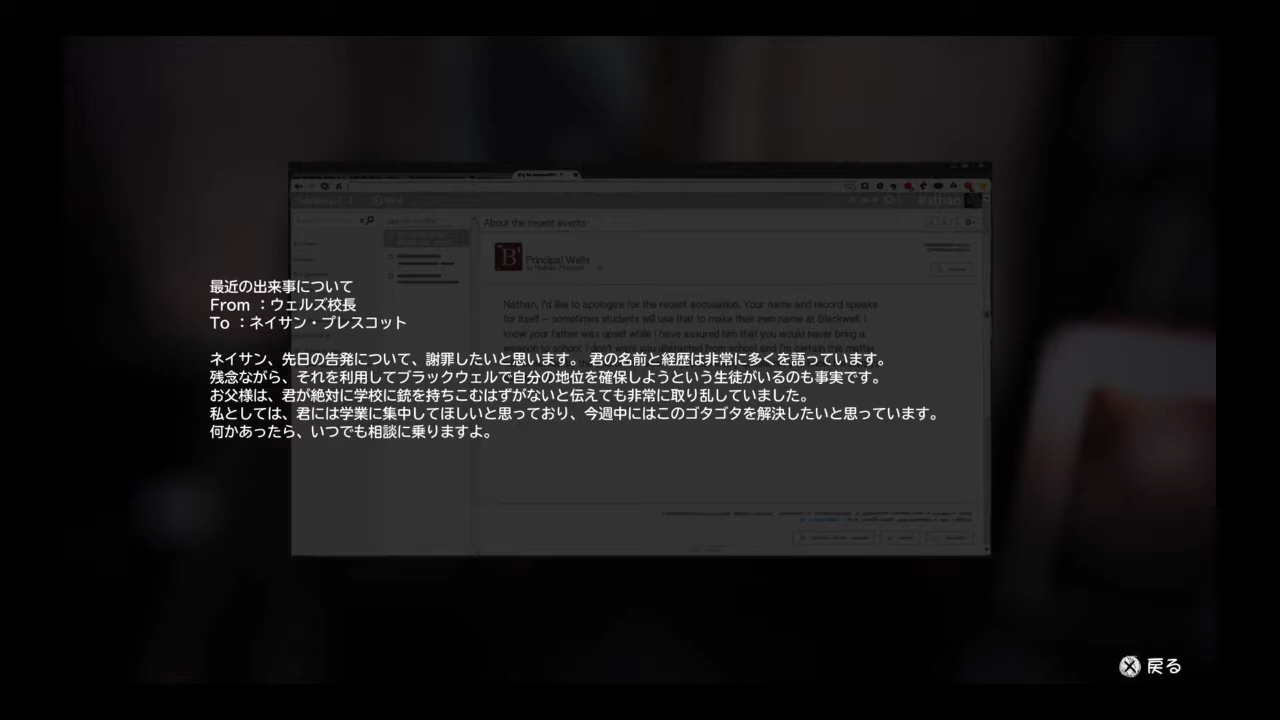 About the recent events
Principal Wells
Nathan, I'd like to apologize for the recent accusation. Your name and record speaks
for itself – sometimes students will use that to make their own name at Blackwell. I
know your father was upset while I have assured him that you would never bring a
weapon to school. I don't want you distracted from school and I'm certain this matter
最近の出来事について
From ：ウェルズ校長
To ：ネイサン・プレスコット
ネイサン、先日の告発について、謝罪したいと思います。 君の名前と経歴は非常に多くを語っています。
残念ながら、それを利用してブラックウェルで自分の地位を確保しようという生徒がいるのも事実です。
お父様は、君が絶対に学校に銃を持ちこむはずがないと伝えても非常に取り乱していました。
私としては、君には学業に集中してほしいと思っており、今週中にはこのゴタゴタを解決したいと思っています。
何かあったら、いつでも相談に乗りますよ。
戻る